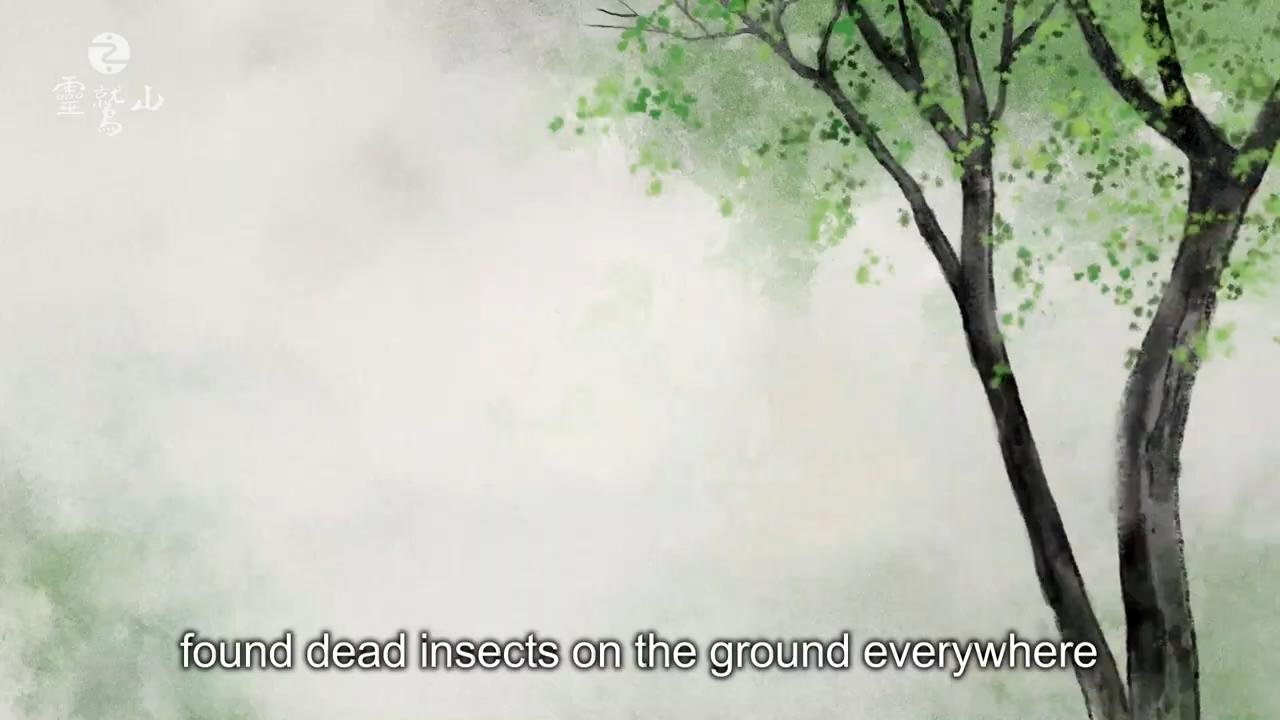 靈鷲山
found dead insects on the ground everywhere